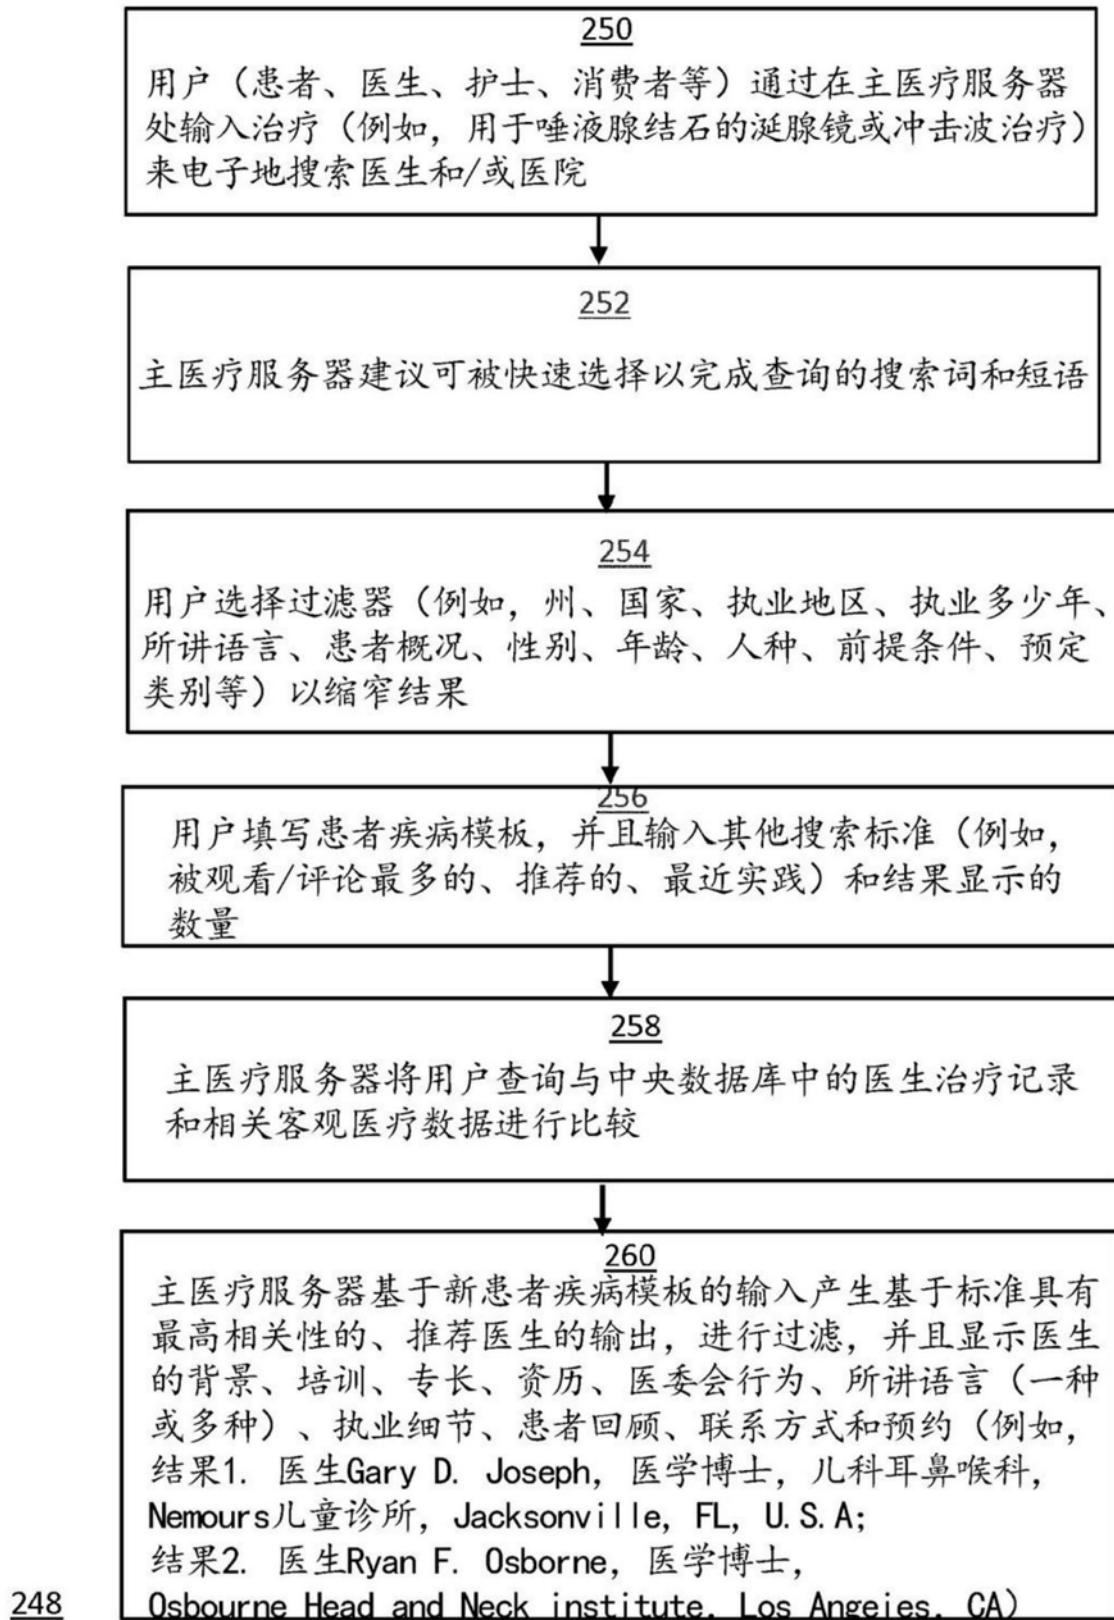 250
用户（患者、医生、护士、消费者等）通过在主医疗服务器
处输入治疗（例如，用于唾液腺结石的涎腺镜或冲击波治疗）
来电子地搜索医生和/或医院
252
主医疗服务器建议可被快速选择以完成查询的搜索词和短语
254
用户选择过滤器（例如，州、国家、执业地区、执业多少年、
所讲语言、患者概况、性别、年龄、人种、前提条件、预定
类别等）以缩窄结果
256
用户填写患者疾病模板，并且输入其他搜索标准（例如，
被观看/评论最多的、推荐的、最近实践）和结果显示的
数量
258
主医疗服务器将用户查询与中央数据库中的医生治疗记录
和相关客观医疗数据进行比较
260
主医疗服务器基于新患者疾病模板的输入产生基于标准具有
最高相关性的、推荐医生的输出，进行过滤，并且显示医生
的背景、培训、专长、资历、医委会行为、所讲语言（一种
或多种）、执业细节、患者回顾、联系方式和预约（例如，
结果1. 医生Gary D. Joseph, 医学博士, 儿科耳鼻喉科,
Nemours儿童诊所, Jacksonville, FL, U.S.A;
结果2. 医生Ryan F. Osborne, 医学博士,
Osbourne Head and Neck institute, Los Angeies, CA)
248